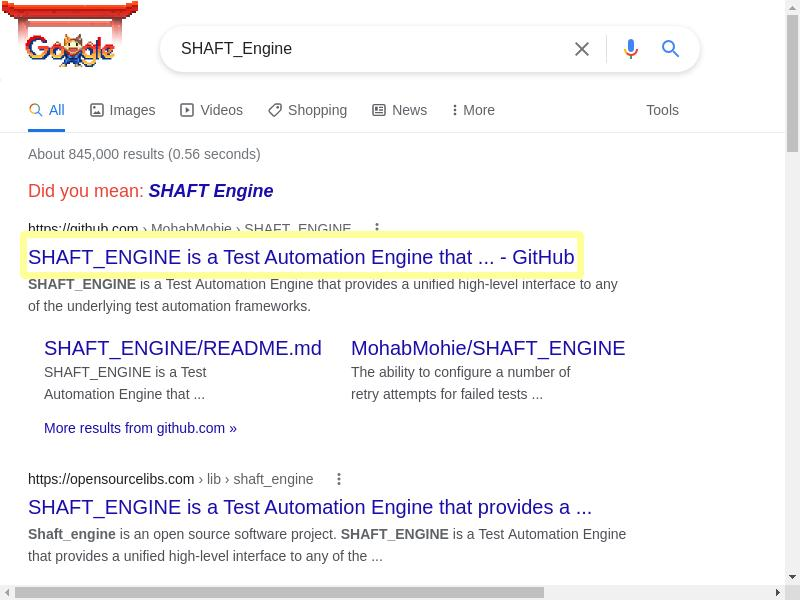 Google
SHAFT_Engine
All Images Videos Shopping News More Tools
About 845,000 results (0.56 seconds)
Did you mean: SHAFT Engine
https://github.com › MohabMohie › SHAFT_ENGINE
SHAFT_ENGINE is a Test Automation Engine that ... - GitHub
SHAFT_ENGINE is a Test Automation Engine that provides a unified high-level interface to any
of the underlying test automation frameworks.
SHAFT_ENGINE/README.md
SHAFT_ENGINE is a Test
Automation Engine that ...
MohabMohie/SHAFT_ENGINE
The ability to configure a number of
retry attempts for failed tests ...
More results from github.com »
https://opensourcelibs.com › lib › shaft_engine
SHAFT_ENGINE is a Test Automation Engine that provides a ...
Shaft_engine is an open source software project. SHAFT_ENGINE is a Test Automation Engine
that provides a unified high-level interface to any of the ...